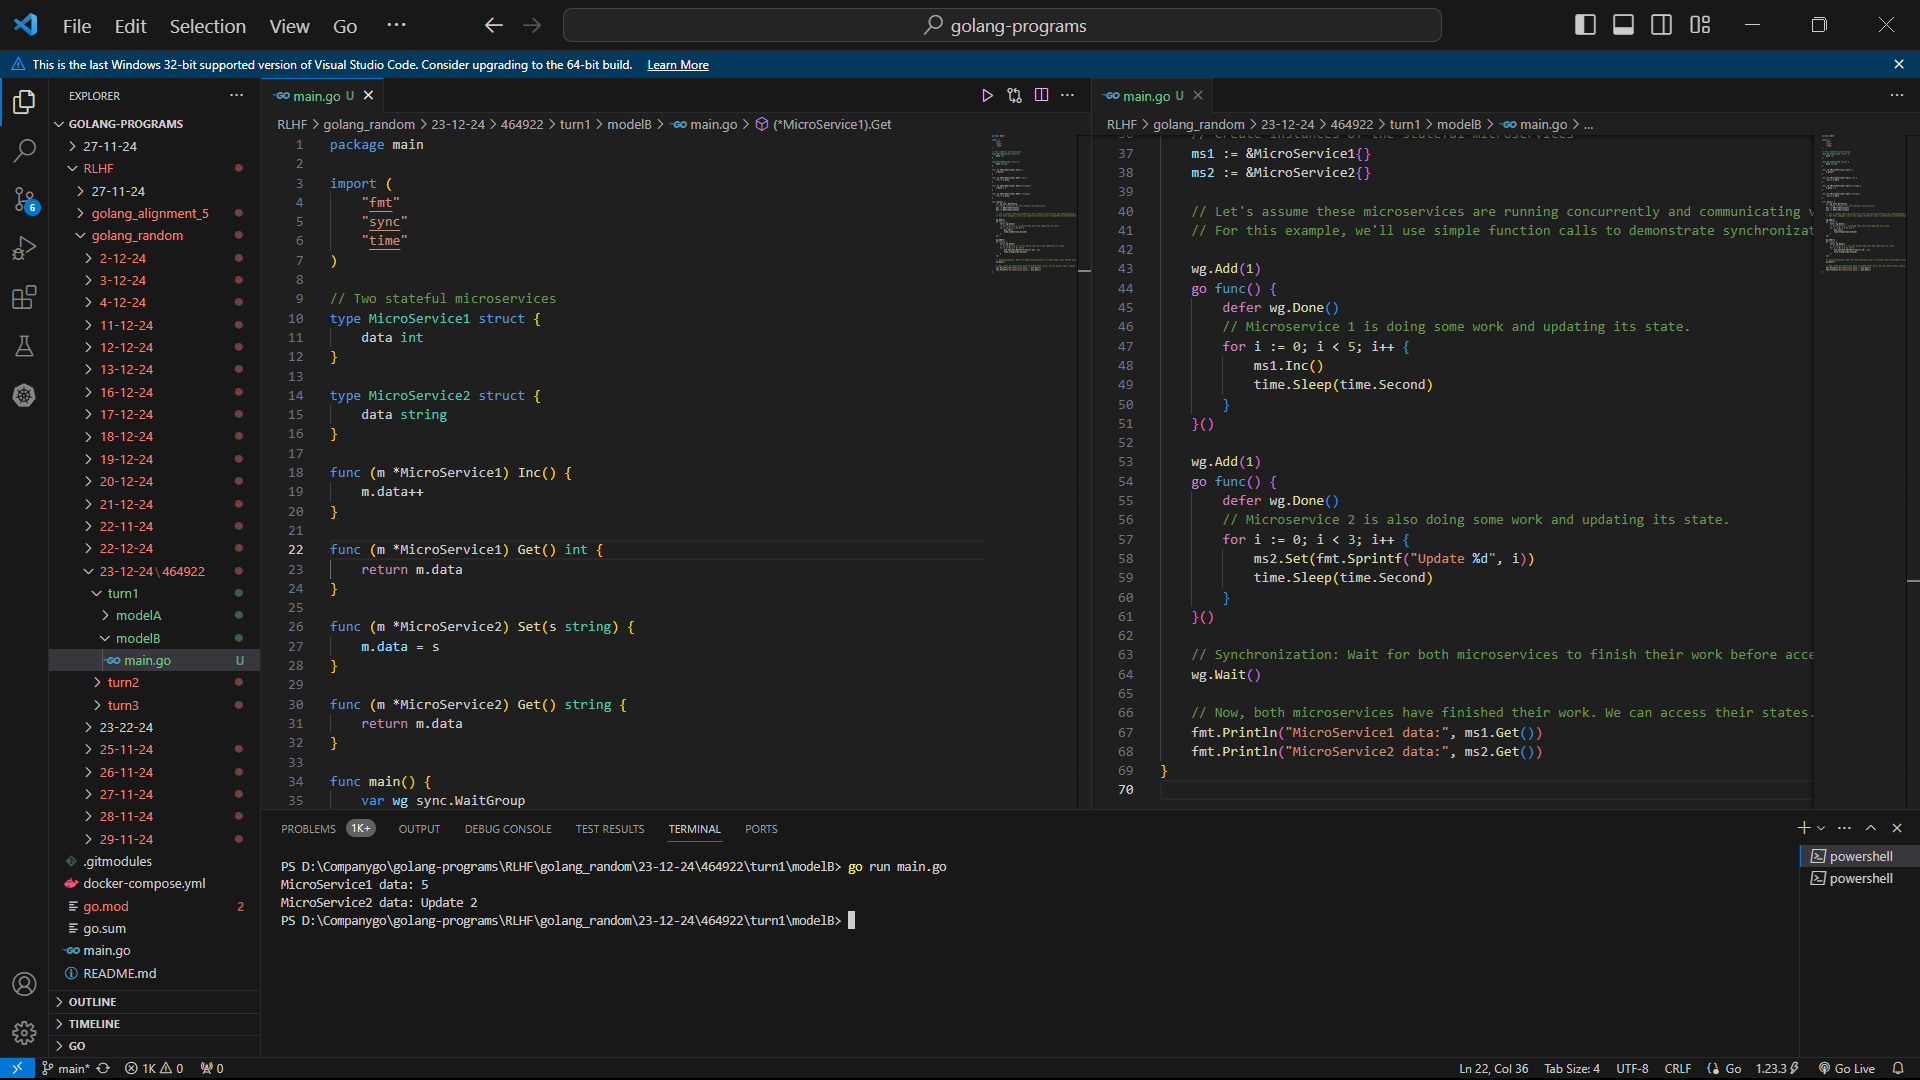 File Edit Selection View Go ···
golang-programs
This is the last Windows 32-bit supported version of Visual Studio Code. Consider upgrading to the 64-bit build. Learn More
EXPLORER ···
GOLANG-PROGRAMS
27-11-24
RLHF
27-11-24
golang_alignment_5
golang_random
2-12-24
3-12-24
4-12-24
11-12-24
12-12-24
13-12-24
16-12-24
17-12-24
18-12-24
19-12-24
20-12-24
21-12-24
22-11-24
22-12-24
23-12-24\464922
turn1
modelA
modelB
main.go U
turn2
turn3
23-22-24
25-11-24
26-11-24
27-11-24
28-11-24
29-11-24
.gitmodules
docker-compose.yml
go.mod 2
go.sum
main.go
README.md
OUTLINE
TIMELINE
GO
6
main.go U
RLHF > golang_random > 23-12-24 > 464922 > turn1 > modelB > main.go > (*MicroService1).Get
1 package main
2
3 import (
4 "fmt"
5 "sync"
6 "time"
7 )
8
9 // Two stateful microservices
10 type MicroService1 struct {
11 data int
12 }
13
14 type MicroService2 struct {
15 data string
16 }
17
18 func (m *MicroService1) Inc() {
19 m.data++
20 }
21
22 func (m *MicroService1) Get() int {
23 return m.data
24 }
25
26 func (m *MicroService2) Set(s string) {
27 m.data = s
28 }
29
30 func (m *MicroService2) Get() string {
31 return m.data
32 }
33
34 func main() {
35 var wg sync.WaitGroup
main.go U
RLHF > golang_random > 23-12-24 > 464922 > turn1 > modelB > main.go > ...
36 // Create instances of the stateful microservices
37 ms1 := &MicroService1{}
38 ms2 := &MicroService2{}
39
40 // Let's assume these microservices are running concurrently and communicating
41 // For this example, we'll use simple function calls to demonstrate
42
43 wg.Add(1)
44 go func() {
45 defer wg.Done()
46 // Microservice 1 is doing some work and updating its state.
47 for i := 0; i < 5; i++ {
48 ms1.Inc()
49 time.Sleep(time.Second)
50 }
51 }()
52
53 wg.Add(1)
54 go func() {
55 defer wg.Done()
56 // Microservice 2 is also doing some work and updating its state.
57 for i := 0; i < 3; i++ {
58 ms2.Set(fmt.Sprintf("Update %d", i))
59 time.Sleep(time.Second)
60 }
61 }()
62
63 // Synchronization: Wait for both microservices to finish their work before
64 wg.Wait()
65
66 // Now, both microservices have finished their work. We can access their states.
67 fmt.Println("MicroService1 data:", ms1.Get())
68 fmt.Println("MicroService2 data:", ms2.Get())
69 }
70
PROBLEMS 1K+ OUTPUT DEBUG CONSOLE TEST RESULTS TERMINAL PORTS
PS D:\Companygo\golang-programs\RLHF\golang_random\23-12-24\464922\turn1\modelB> go run main.go
MicroService1 data: 5
MicroService2 data: Update 2
PS D:\Companygo\golang-programs\RLHF\golang_random\23-12-24\464922\turn1\modelB>
powershell
powershell
main* 1K 0 0 Ln 22, Col 36 Tab Size: 4 UTF-8 CRLF Go 1.23.3 Go Live